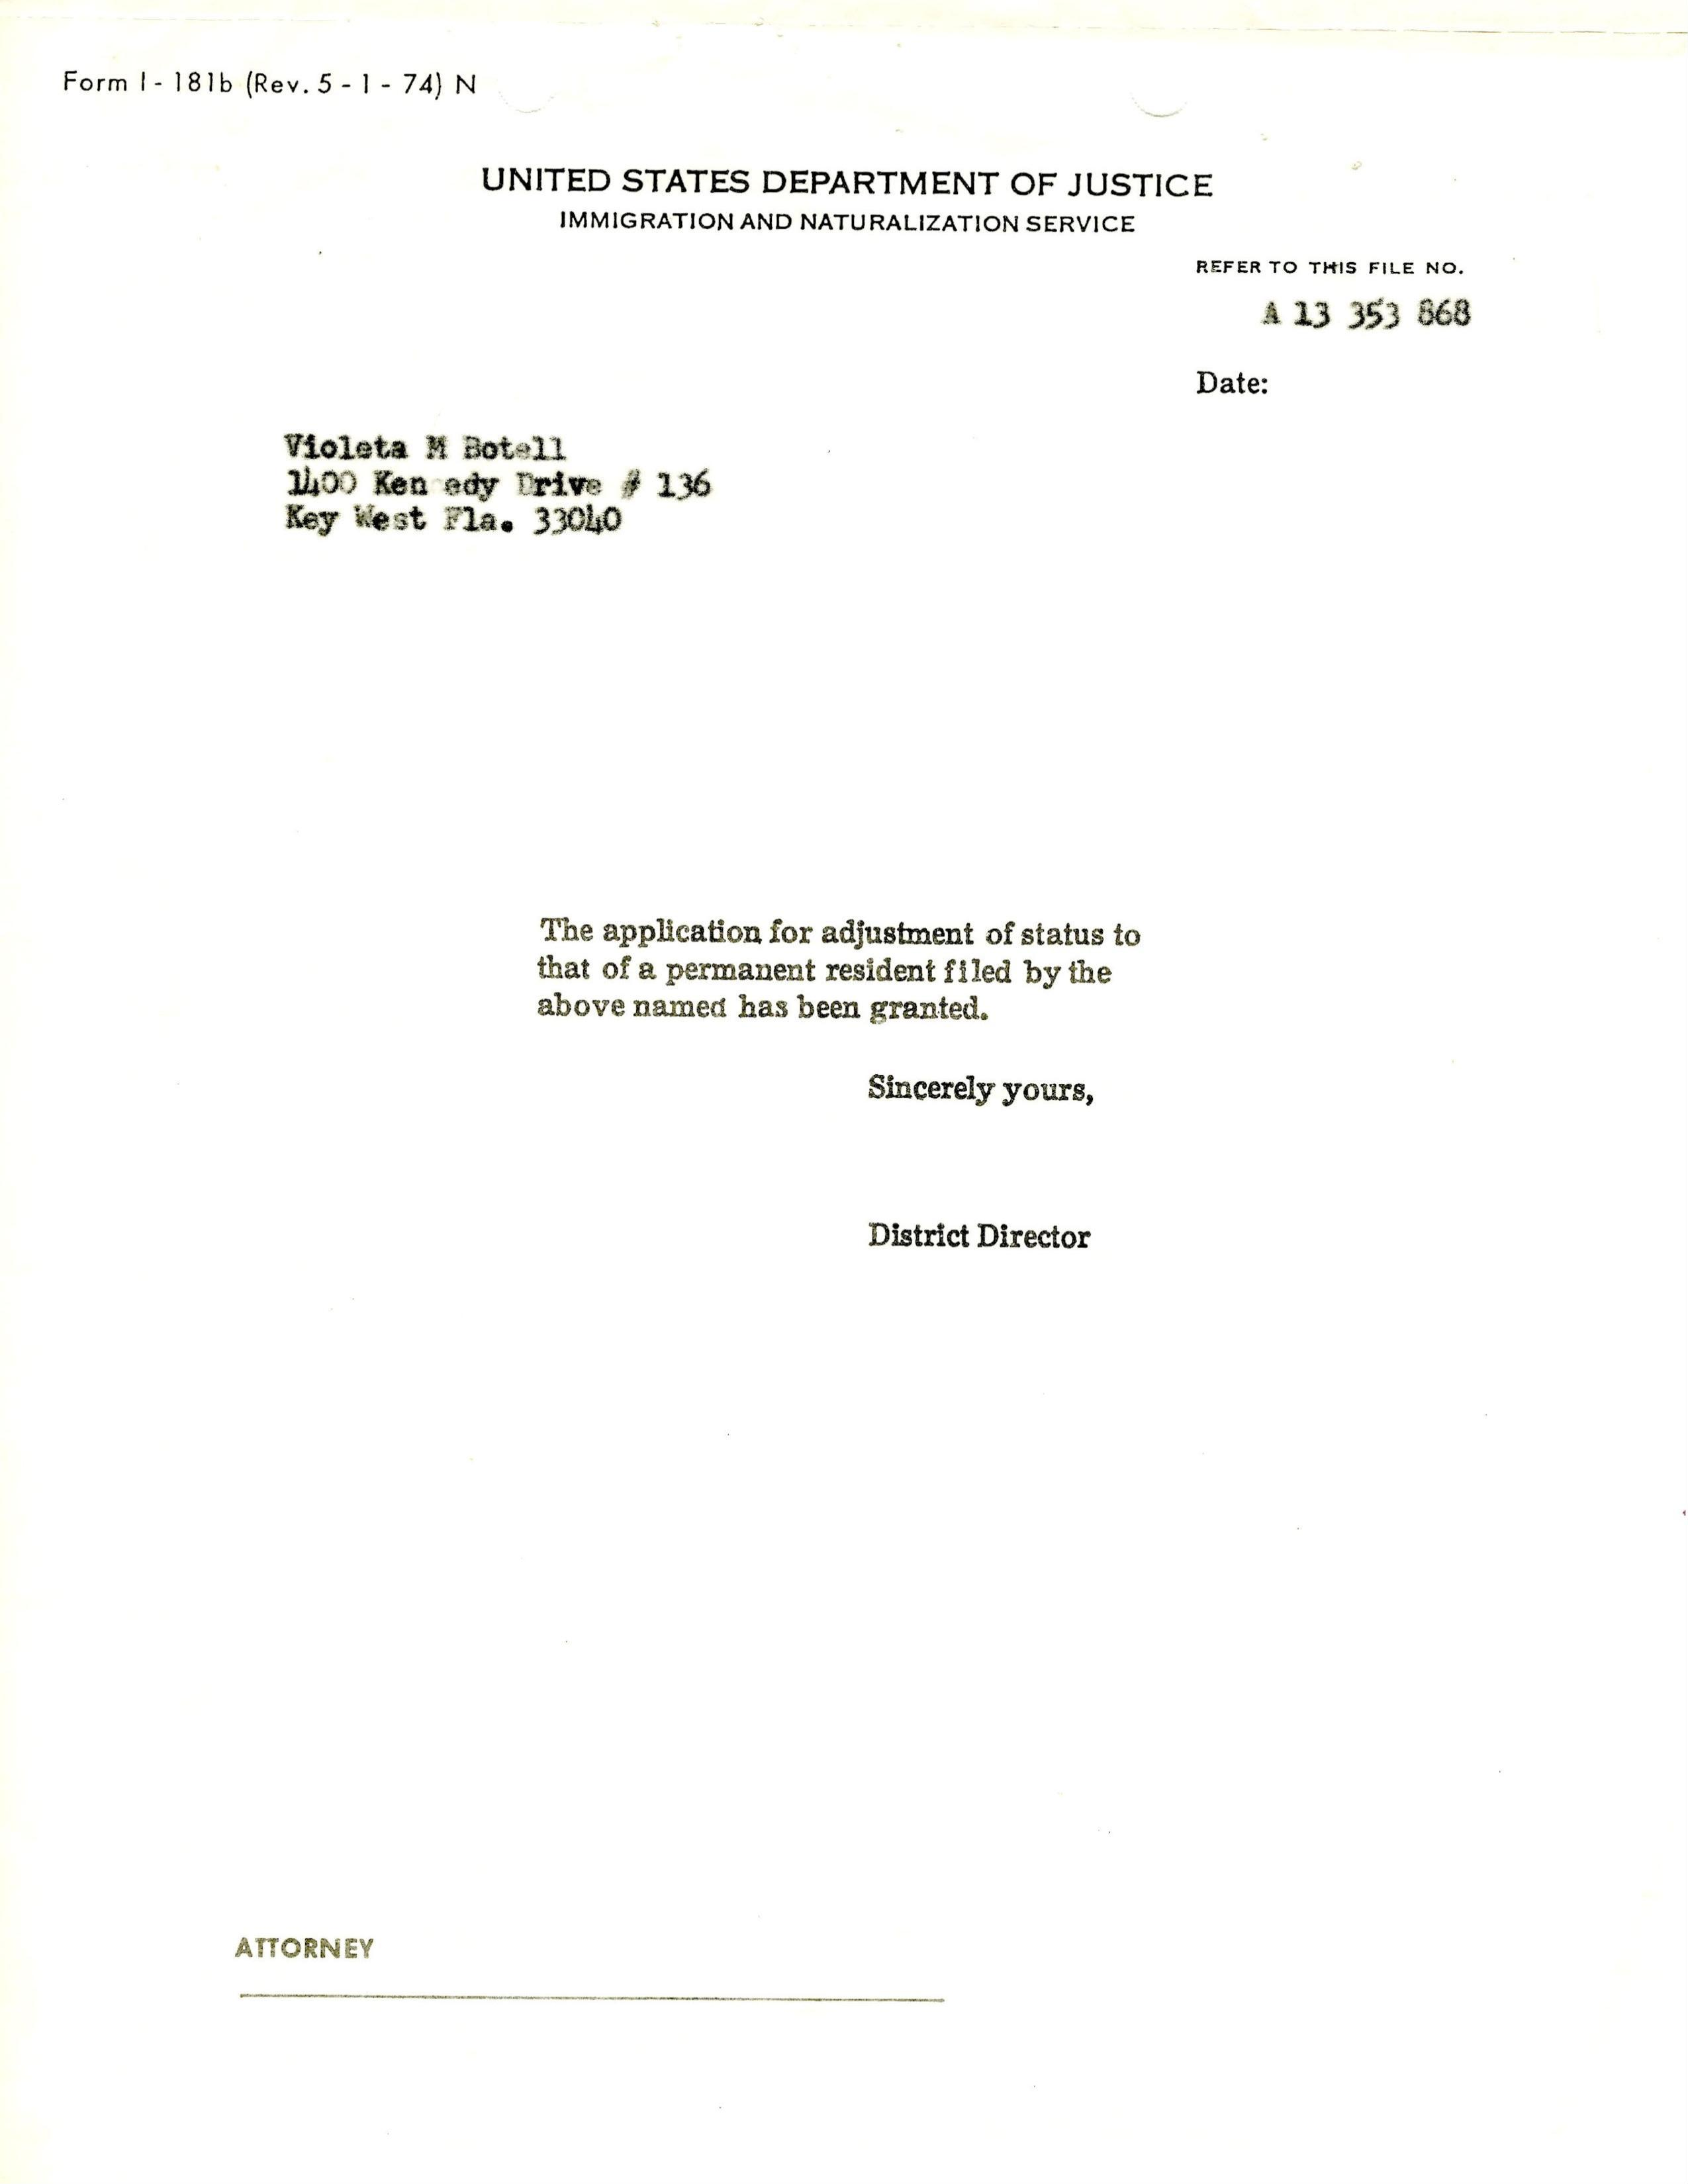 Form I - 181b (Rev. 5 - 1 - 74) N
UNITED STATES DEPARTMENT OF JUSTICE
IMMIGRATION AND NATURALIZATION SERVICE
REFER TO THIS FILE NO.
A 13 353 868
Date:
Violeta M Botell
1400 Ken edy Drive # 136
Key West Fla. 33040
The application for adjustment of status to
that of a permanent resident filed by the
above named has been granted.
Sincerely yours,
District Director
ATTORNEY